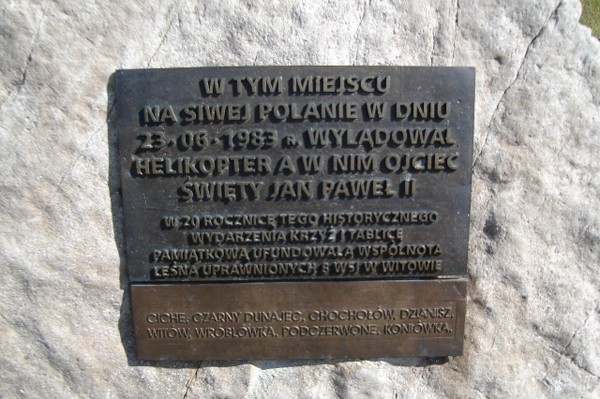 W TYM MIEJSCU
NA SIWEJ POLANIE W DNIU
23-06-1983 R. WYLĄDOWAŁ
HELIKOPTER A W NIM OJCIEC
ŚWIĘTY JAN PAWEŁ II
W 20 ROCZNICĘ TEGO HISTORYCZNEGO
WYDARZENIA KRZYŻ I TABLICĘ
PAMIĄTKOWĄ UFUNDOWAŁA WSPÓLNOTA
LEŚNA UPRAWNIONYCH 8 WSI W WITOWIE
CICHE, CZARNY DUNAJEC, CHOCHOŁÓW, DZIANISZ,
WITÓW, WRÓBLÓWKA, PODCZERWONE, KONIÓWKA.